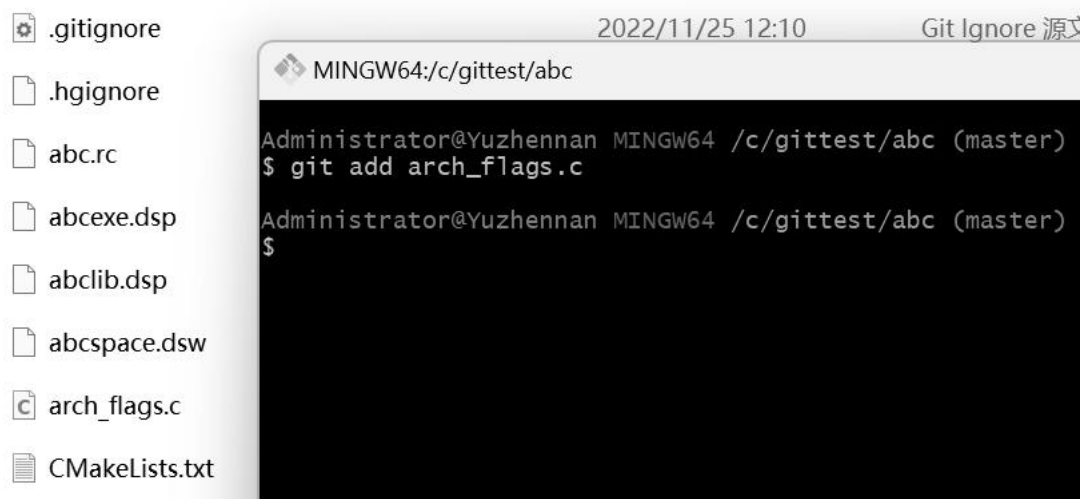 .gitignore
2022/11/25 12:10
Git Ignore 源文
.hgignore
abc.rc
abcexe.dsp
abclib.dsp
abcspace.dsw
arch_flags.c
CMakeLists.txt
MINGW64:/c/gittest/abc
Administrator@Yuzhennan MINGW64 /c/gittest/abc (master)
$ git add arch_flags.c
Administrator@Yuzhennan MINGW64 /c/gittest/abc (master)
$